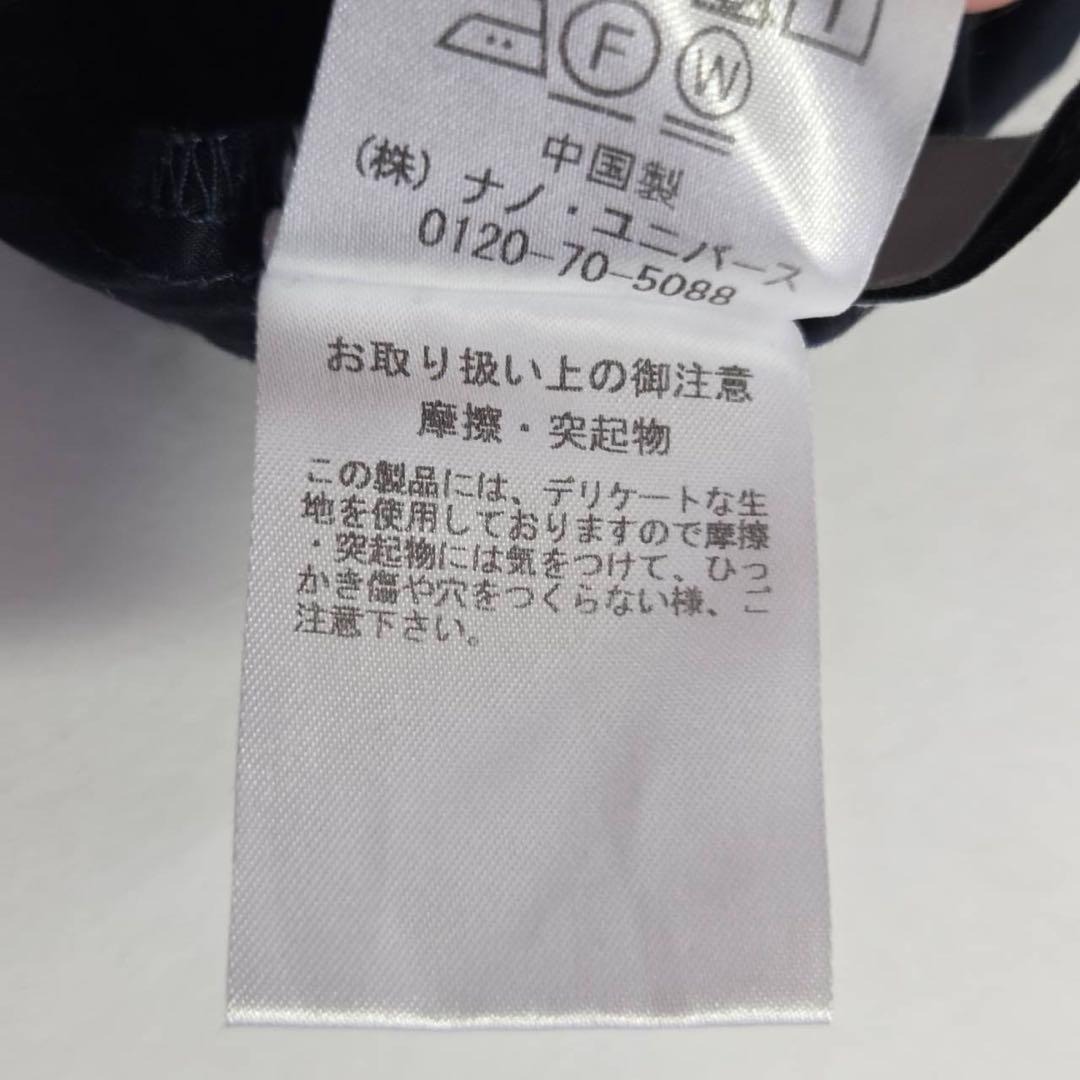 F W
中国製
(株) ナノ・ユニバース
0120-70-5088
お取り扱い上の御注意
摩擦・突起物
この製品には、デリケートな生
地を使用しておりますので摩擦
・突起物には気をつけて、ひっ
かき傷や穴をつくらない様、ご
注意下さい。